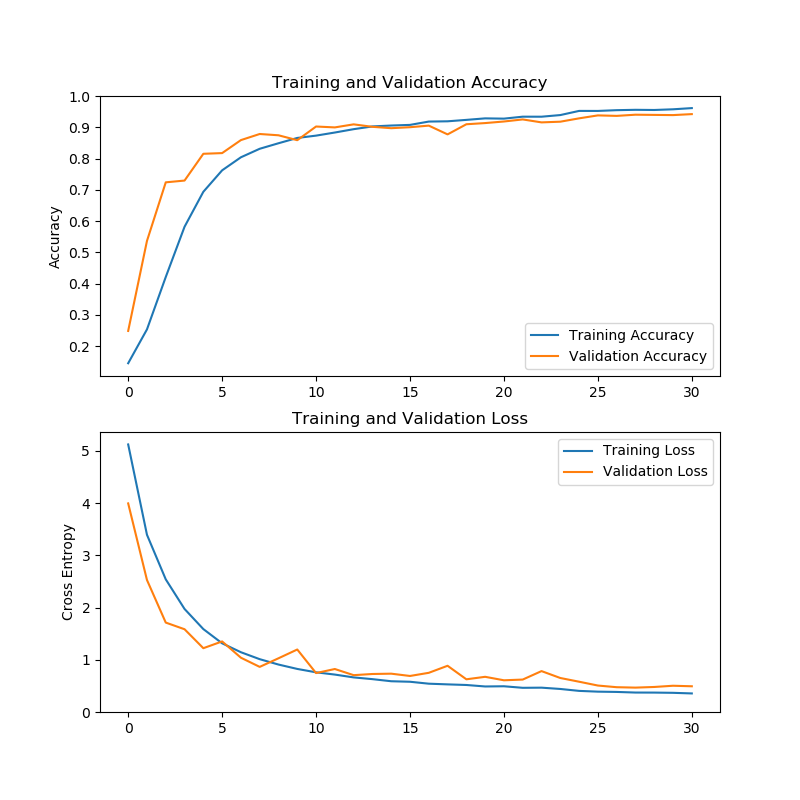 Training and Validation Accuracy
1.0
0.9
0.8
0.7
0.6
0.5
0.4
0.3
0.2
Accuracy
Training Accuracy
Validation Accuracy
0 5 10 15 20 25 30
Training and Validation Loss
5
4
3
2
1
0
Cross Entropy
Training Loss
Validation Loss
0 5 10 15 20 25 30